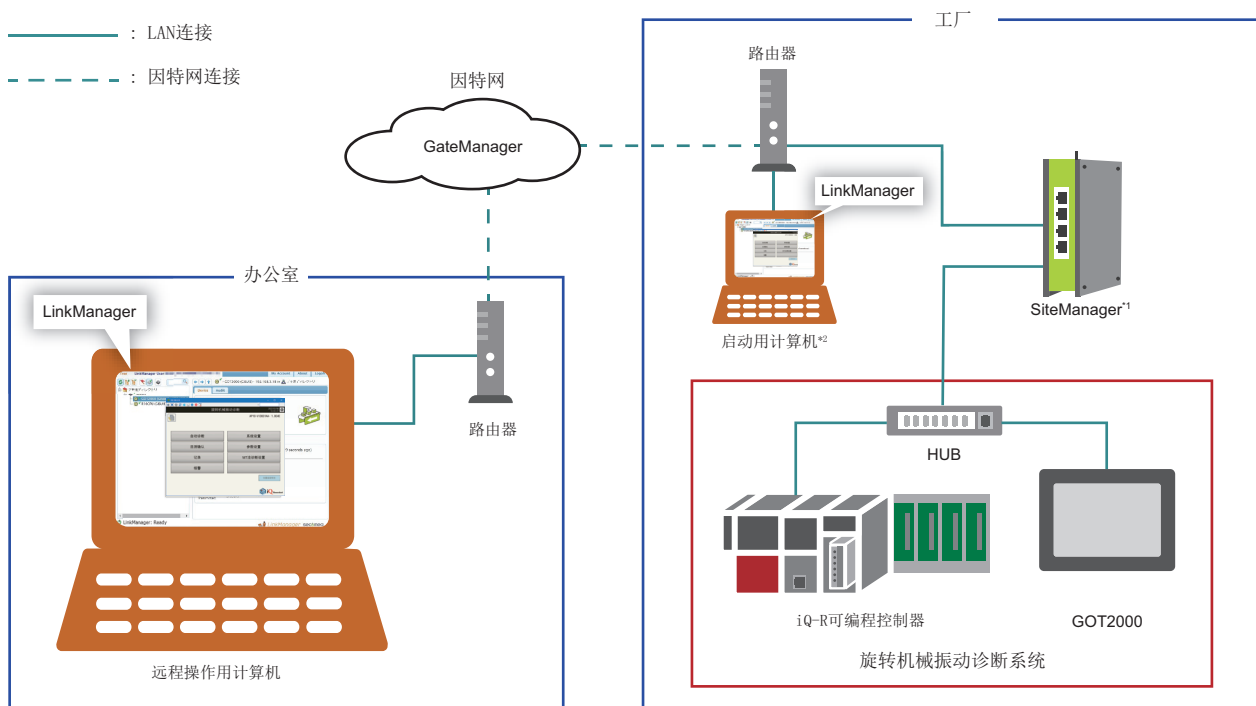 : LAN连接
: 因特网连接
因特网
GateManager
工厂
路由器
LinkManager
SiteManager*1
启动用计算机*2
办公室
LinkManager
LinkManager: Ready
路由器
远程操作用计算机
HUB
iQ-R可编程控制器
GOT2000
旋转机械振动诊断系统